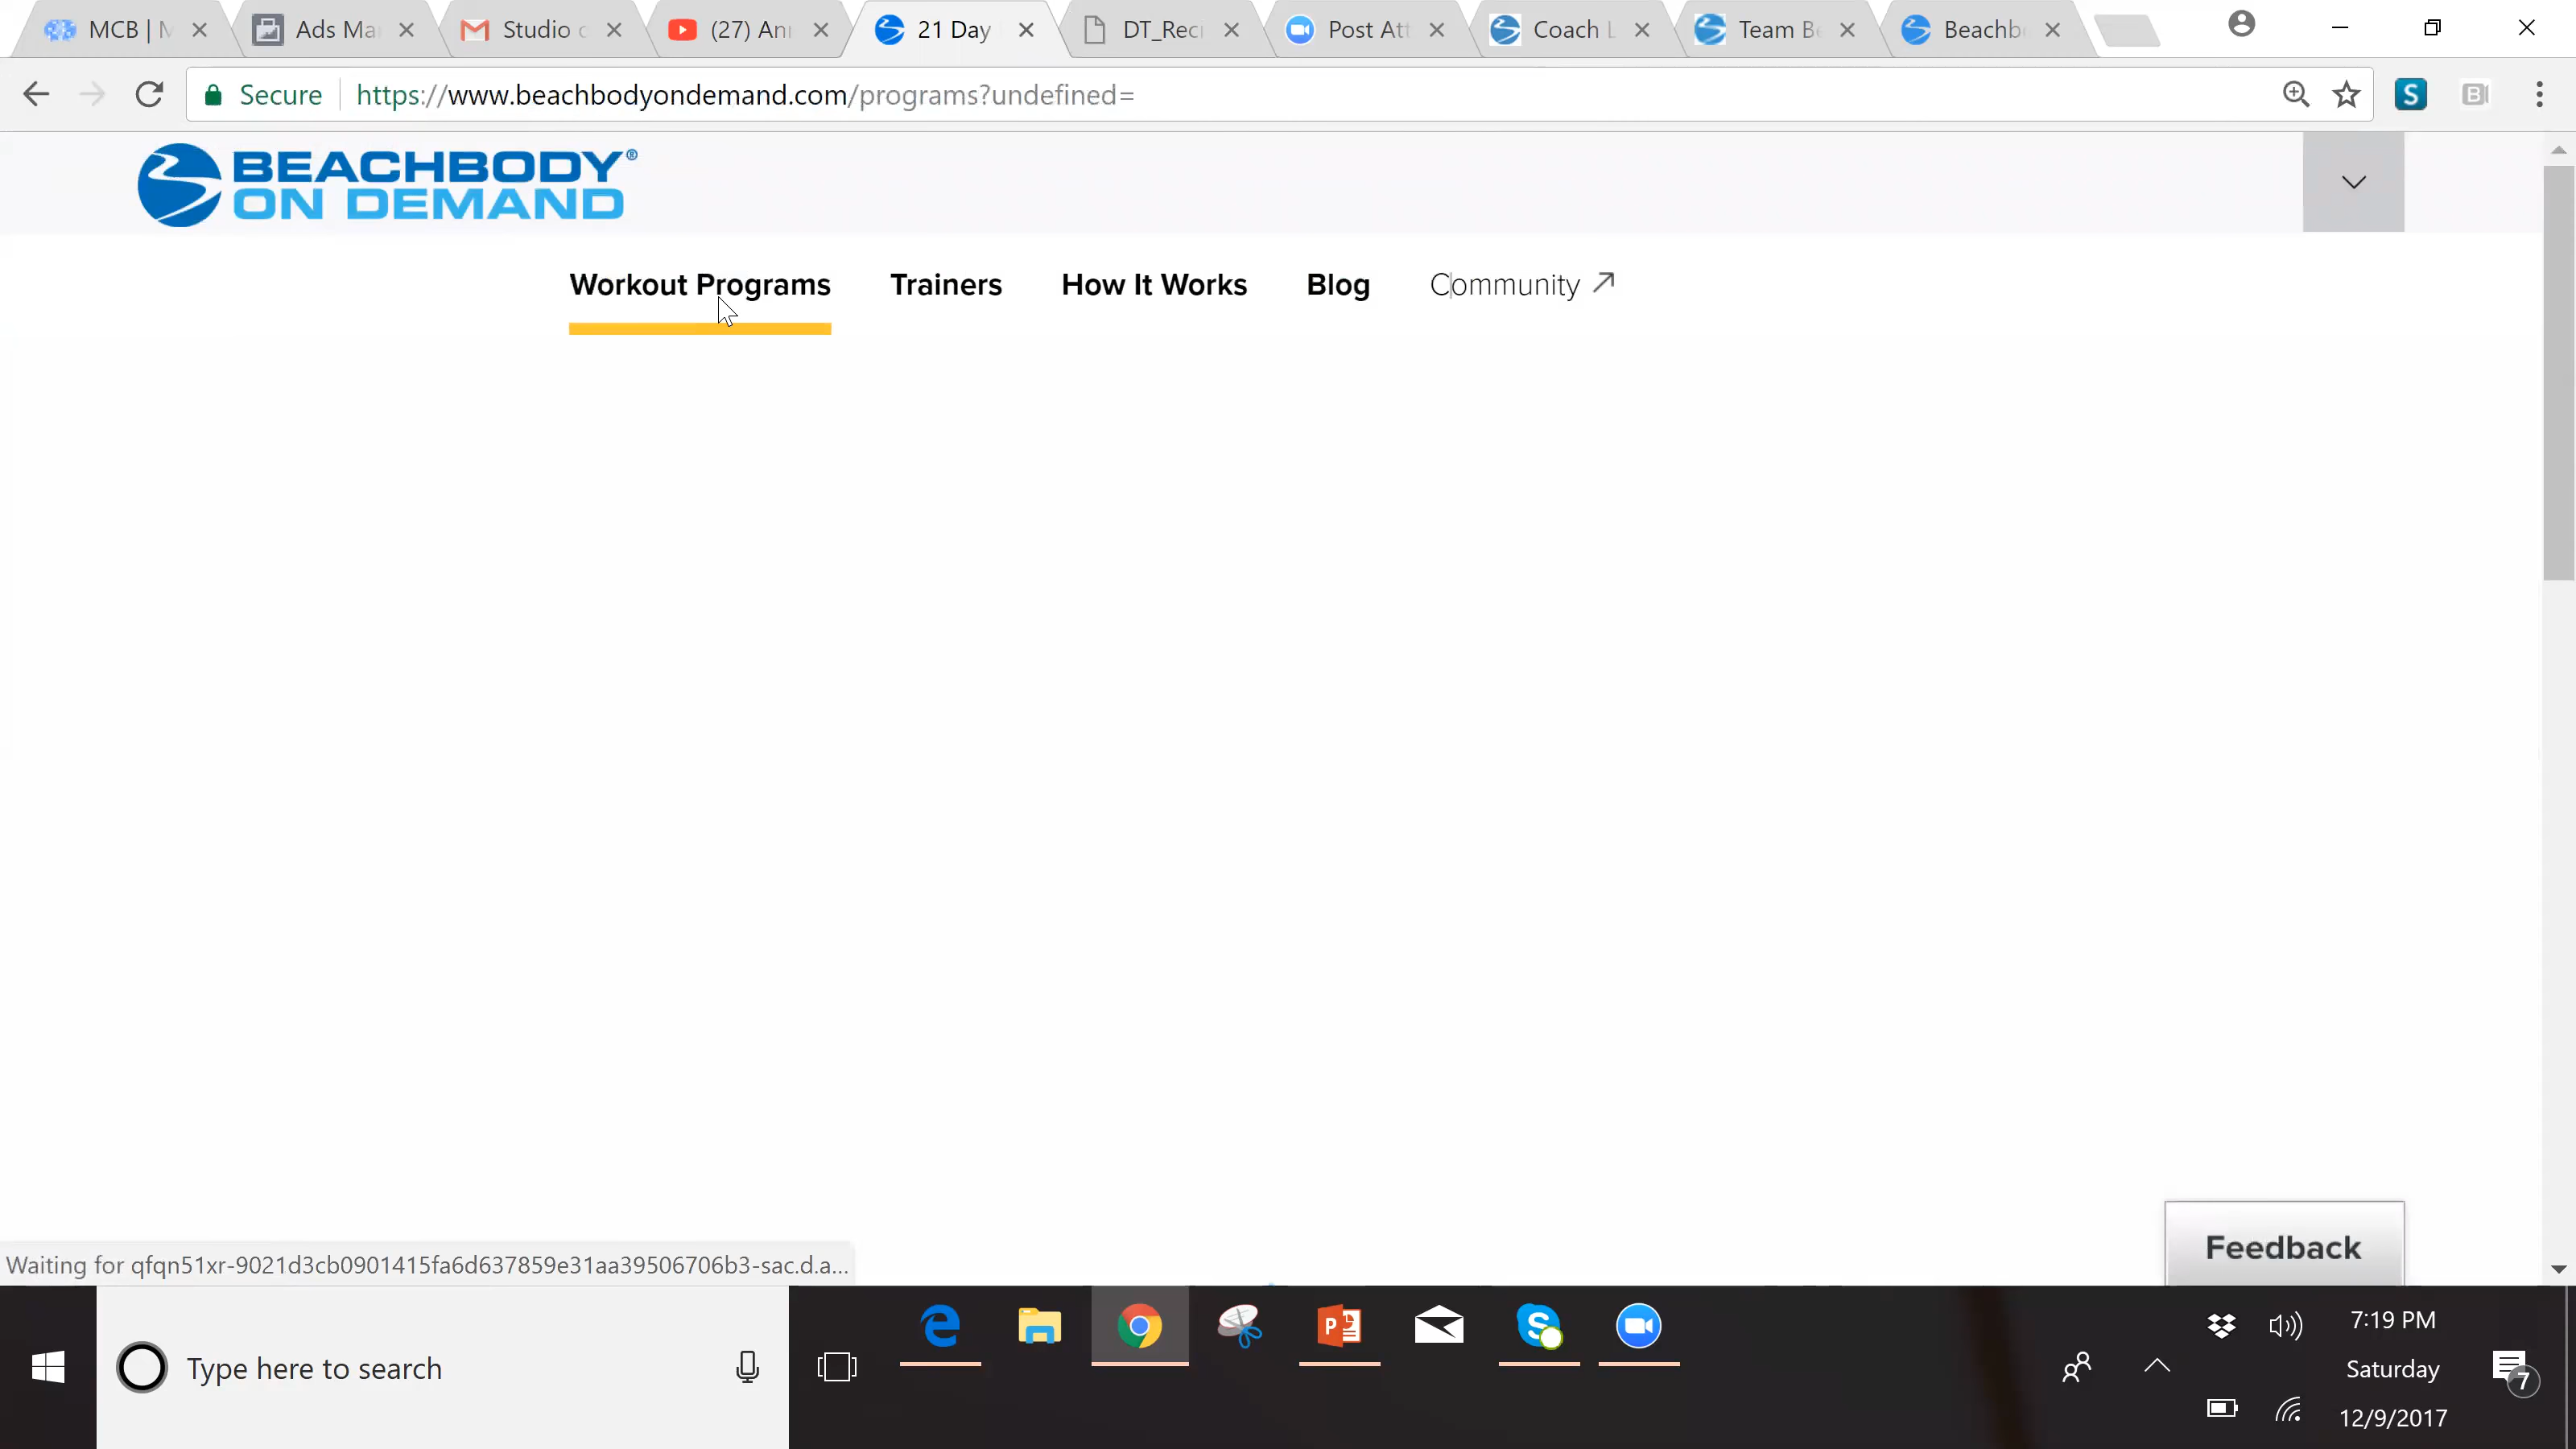 MCB | M
Ads Ma
Studio c
(27) An
21 Day
DT_Rec
Post Att
Coach L
Team Be
Beachb
Secure
https://www.beachbodyondemand.com/programs?undefined=
S
B
BEACHBODY®
ON DEMAND
Workout Programs
Trainers
How It Works
Blog
Community
Feedback
Waiting for qfqn51xr-9021d3cb0901415fa6d637859e31aa39506706b3-sac.d.a...
Type here to search
7:19 PM
Saturday
12/9/2017
7